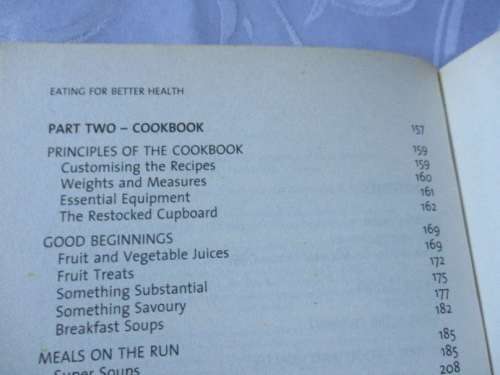 EATING FOR BETTER HEALTH
PART TWO – COOKBOOK 157
PRINCIPLES OF THE COOKBOOK 159
Customising the Recipes 159
Weights and Measures 160
Essential Equipment 161
The Restocked Cupboard 162
GOOD BEGINNINGS 169
Fruit and Vegetable Juices 169
Fruit Treats 172
Something Substantial 175
Something Savoury 177
Breakfast Soups 182
MEALS ON THE RUN 185
Super Soups 185
208